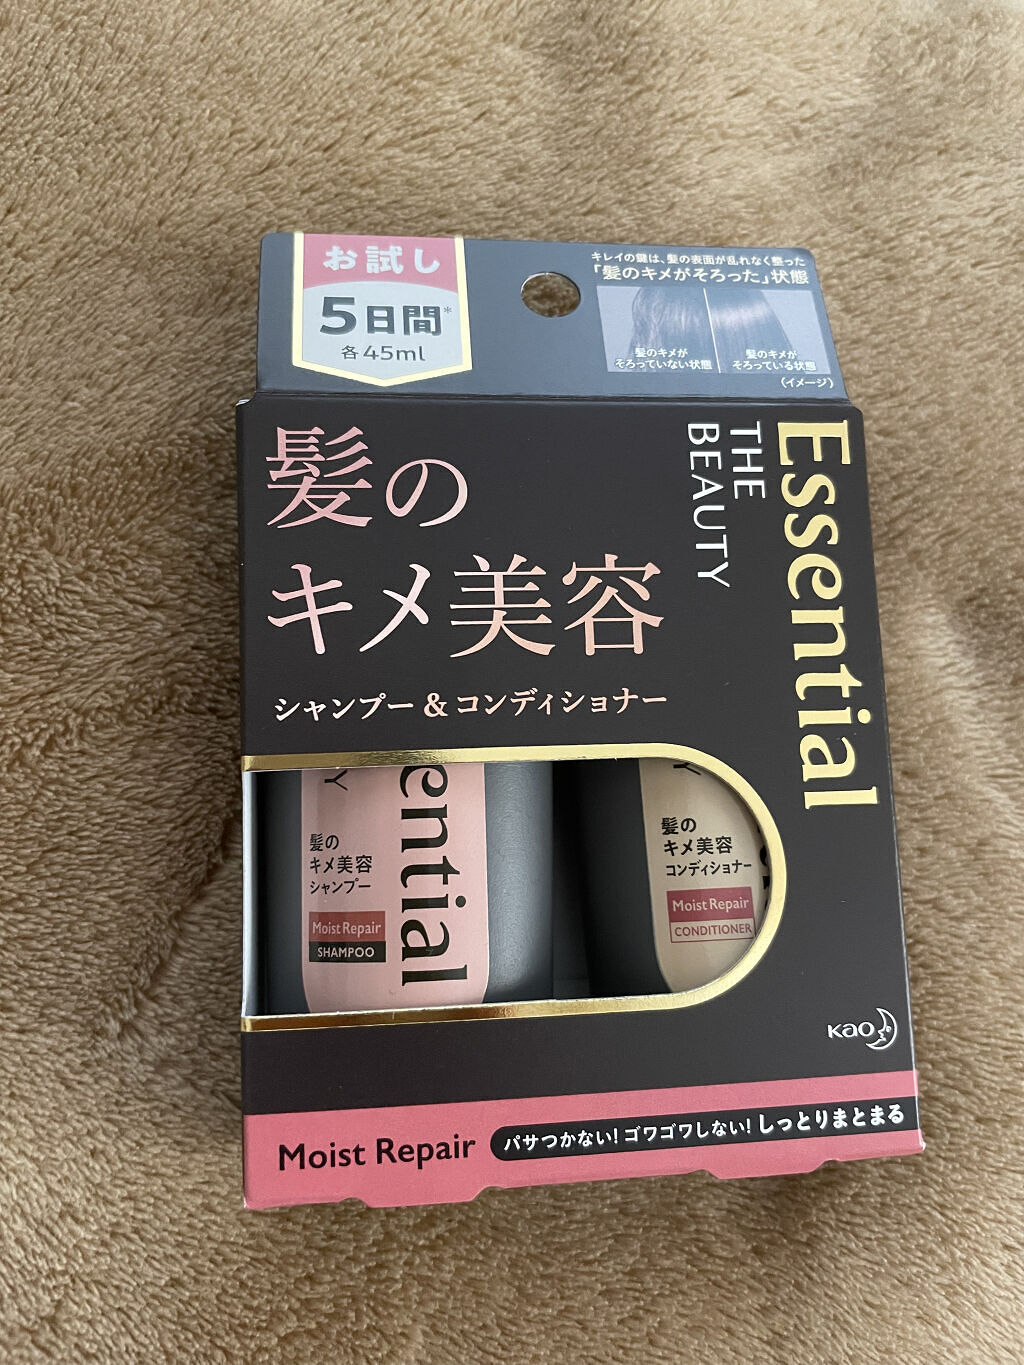 お試し
5日間*
各45ml
キレイの鍵は、髪の表面が乱れなく整った
「髪のキメがそろった」状態
髪のキメが
そろっていない状態
髪のキメが
そろっている状態
(イメージ)
Essential
THE
BEAUTY
髪の
キメ美容
シャンプー&コンディショナー
Y
ential
髪の
キメ美容
シャンプー
Moist Repair
SHAMPOO
Y
髪の
キメ美容
コンディショナー
Moist Repair
CONDITIONER
Kao
Moist Repair
パサつかない!ゴワゴワしない!しっとりまとまる